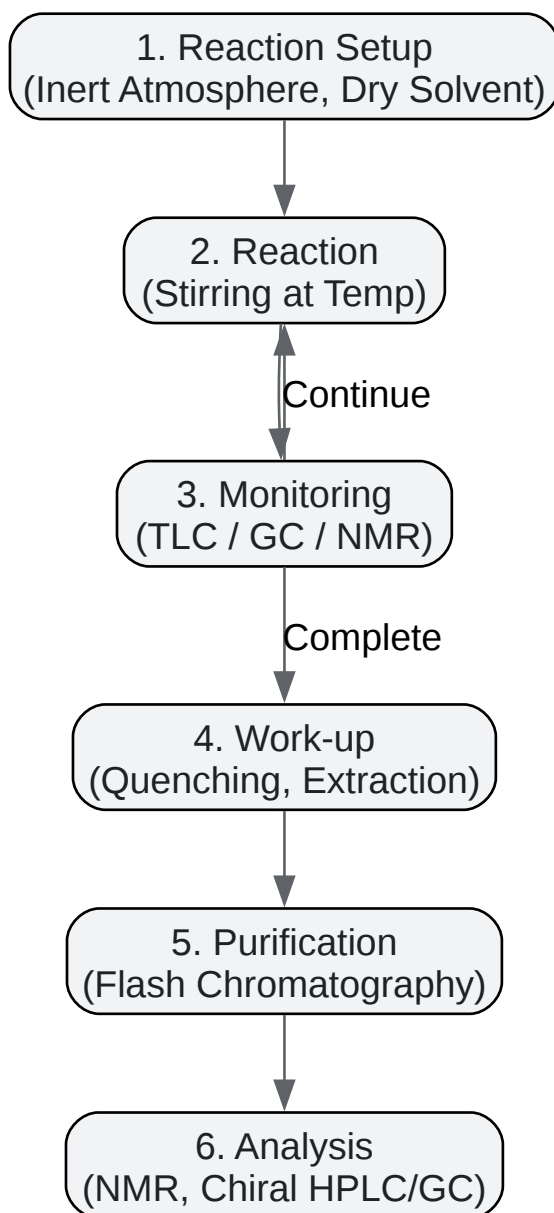 1. Reaction Setup
(Inert Atmosphere, Dry Solvent)
2. Reaction
(Stirring at Temp)
Continue
3. Monitoring
(TLC / GC / NMR)
Complete
4. Work-up
(Quenching, Extraction)
5. Purification
(Flash Chromatography)
6. Analysis
(NMR, Chiral HPLC/GC)